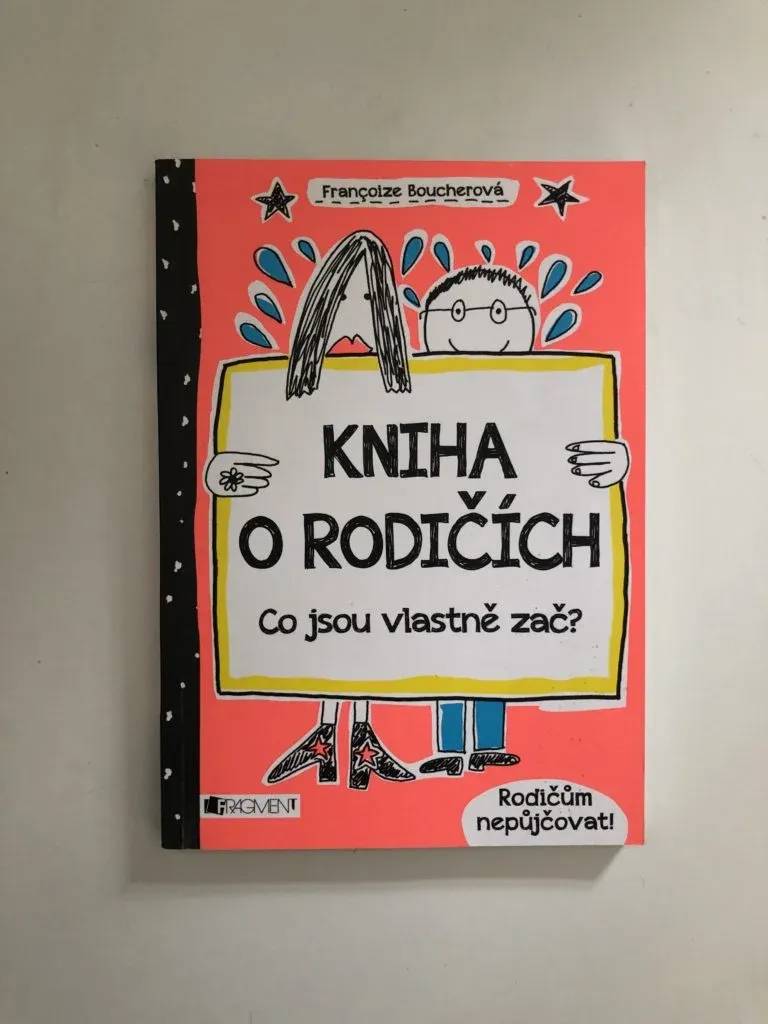 Françoize Boucherová
KNIHA
O RODIČÍCH
Co jsou vlastně zač?
FRAGMENT
Rodičům
nepůjčovat!